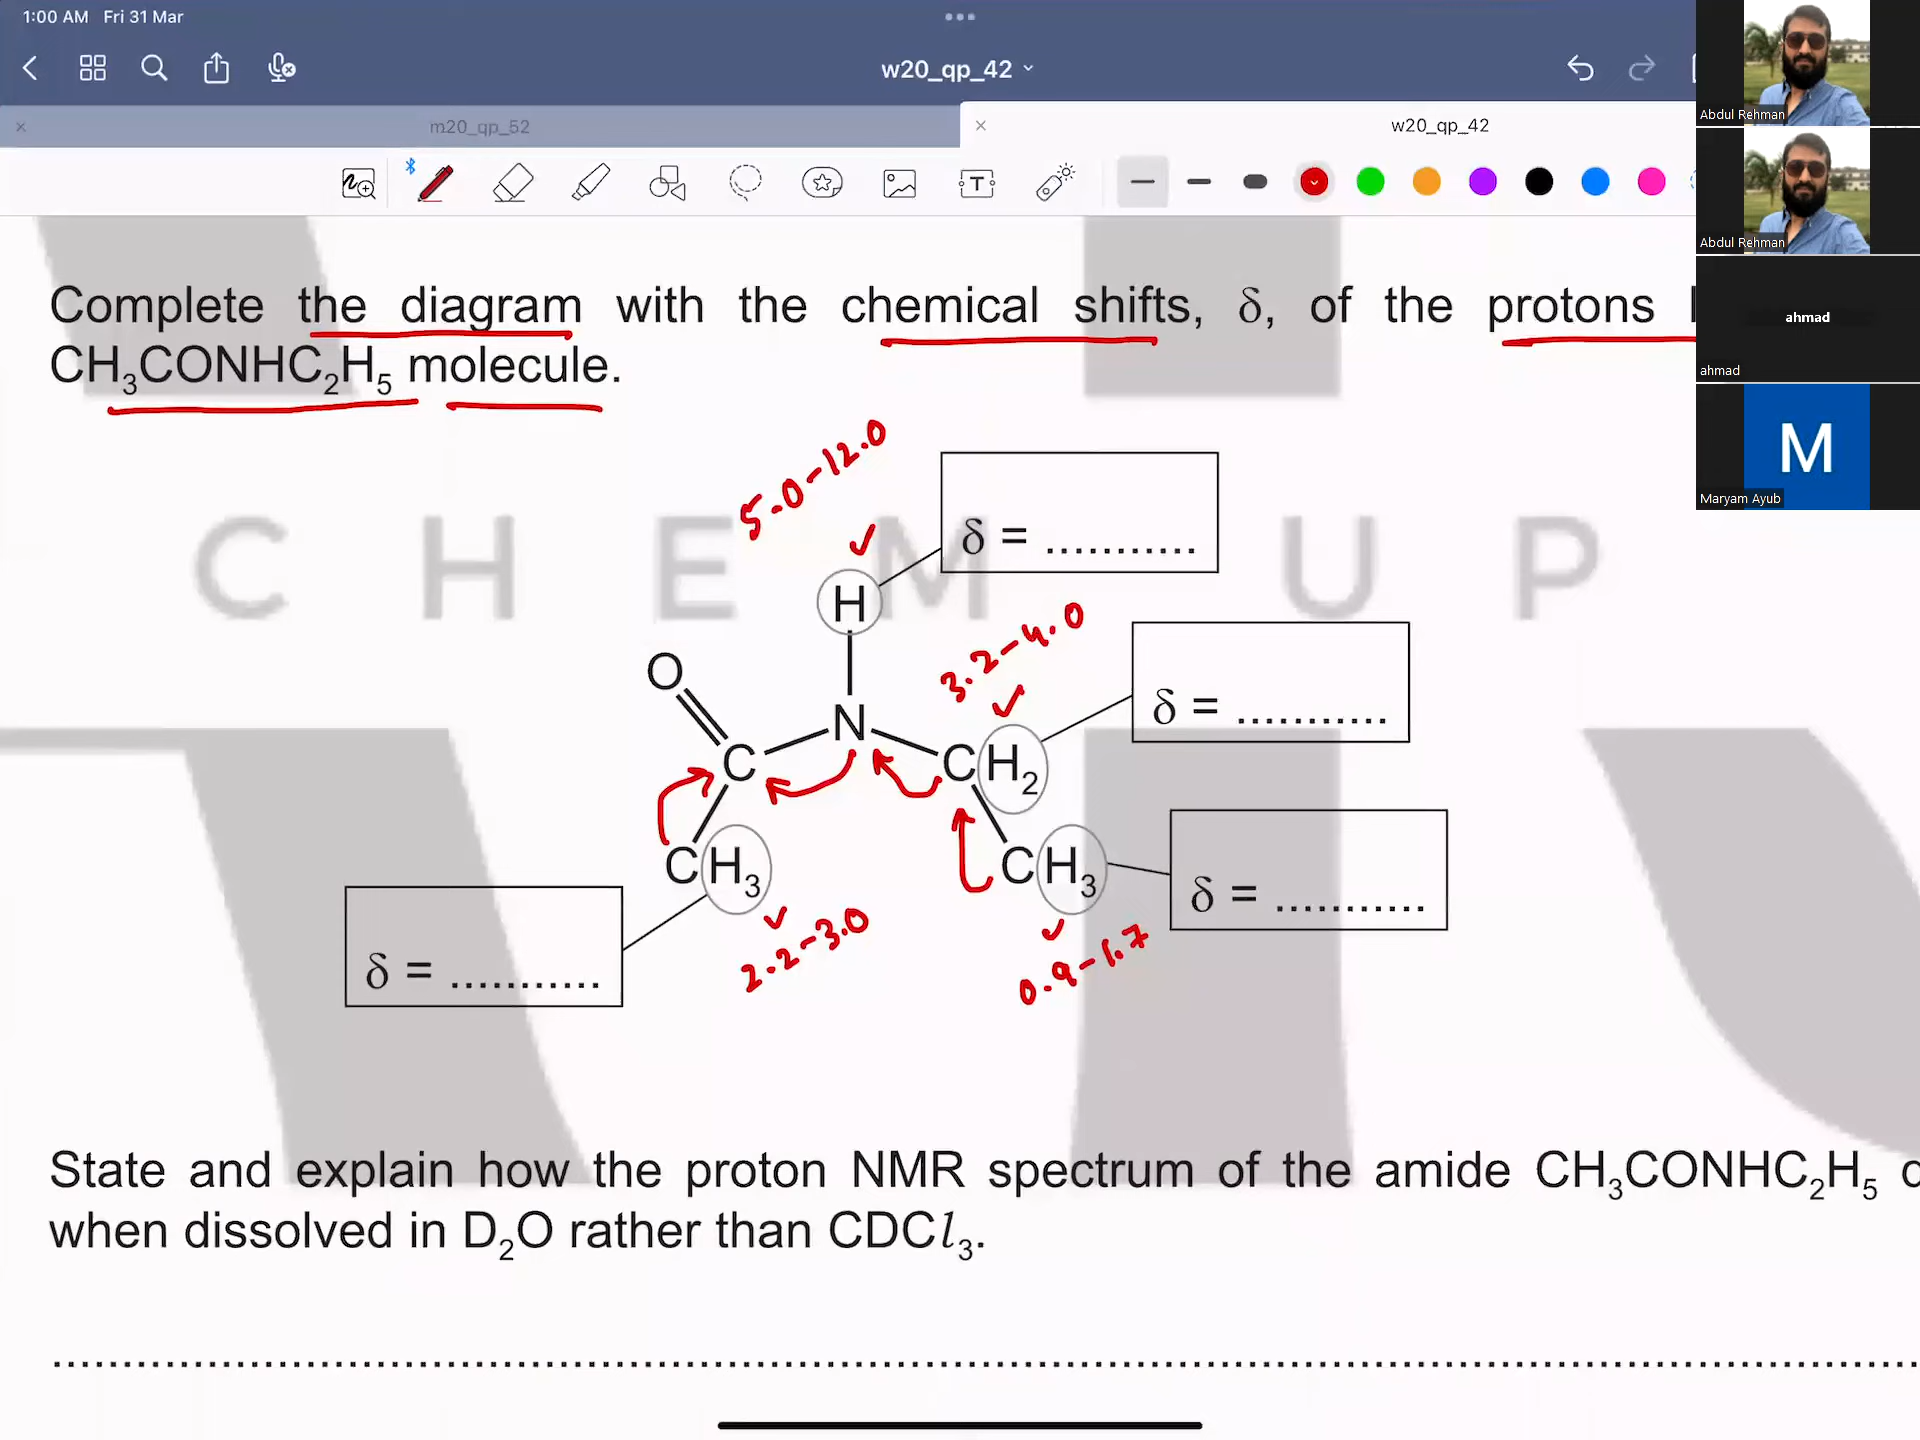 1:00 AM Fri 31 Mar
w20_qp_42
m20_qp_52
w20_qp_42
T
Abdul Rehman
Abdul Rehman
ahmad
ahmad
M
Maryam Ayub
Complete the diagram with the chemical shifts, δ, of the protons
CH₃CONHC₂H₅ molecule.
CHEM UP
5.0-12.0
δ = ...........
H
3.2-4.0
O
N
δ = ...........
C
CH₂
CH₃
CH₃
δ = ...........
2.2-3.0
0.9-1.7
δ = ...........
State and explain how the proton NMR spectrum of the amide CH₃CONHC₂H₅
when dissolved in D₂O rather than CDCl₃.